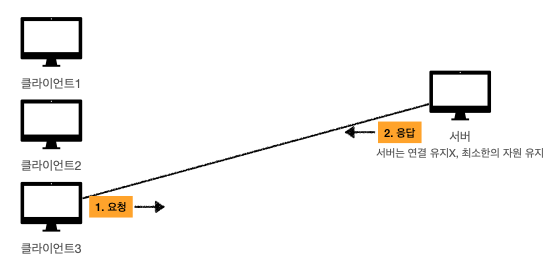 클라이언트1
클라이언트2
2. 응답
서버
서버는 연결 유지X, 최소한의 자원 유지
1. 요청
클라이언트3